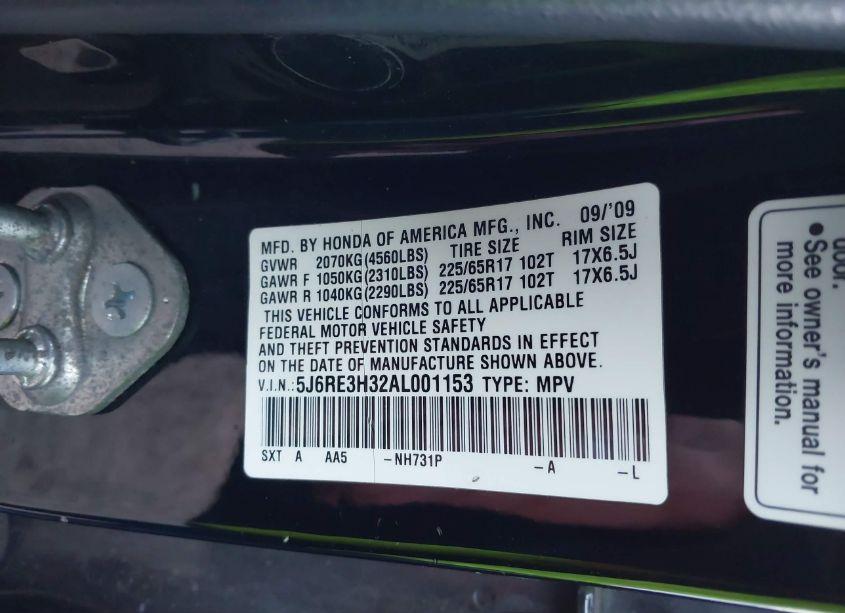 MFD. BY HONDA OF AMERICA MFG., INC. 09/'09
GVWR 2070KG(4560LBS) TIRE SIZE RIM SIZE
GAWR F 1050KG(2310LBS) 225/65R17 102T 17X6.5J
GAWR R 1040KG(2290LBS) 225/65R17 102T 17X6.5J
THIS VEHICLE CONFORMS TO ALL APPLICABLE
FEDERAL MOTOR VEHICLE SAFETY
AND THEFT PREVENTION STANDARDS IN EFFECT
ON THE DATE OF MANUFACTURE SHOWN ABOVE.
V.I.N.: 5J6RE3H32AL001153 TYPE: MPV
SXT A AA5 -NH731P -A -L
door.
•See owner's manual for
more information.